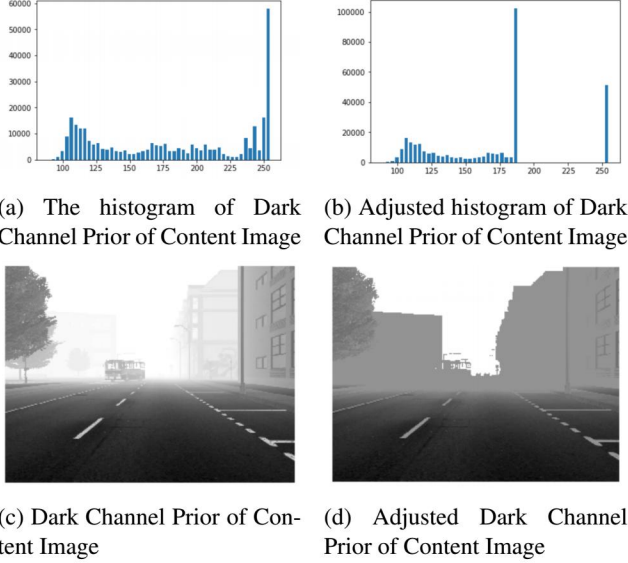 60000
50000
40000
30000
20000
10000
0
100 125 150 175 200 225 250
100000
80000
60000
40000
20000
0
100 125 150 175 200 225 250
(a) The histogram of Dark
Channel Prior of Content Image
(b) Adjusted histogram of Dark
Channel Prior of Content Image
(c) Dark Channel Prior of Con-
tent Image
(d) Adjusted Dark Channel
Prior of Content Image